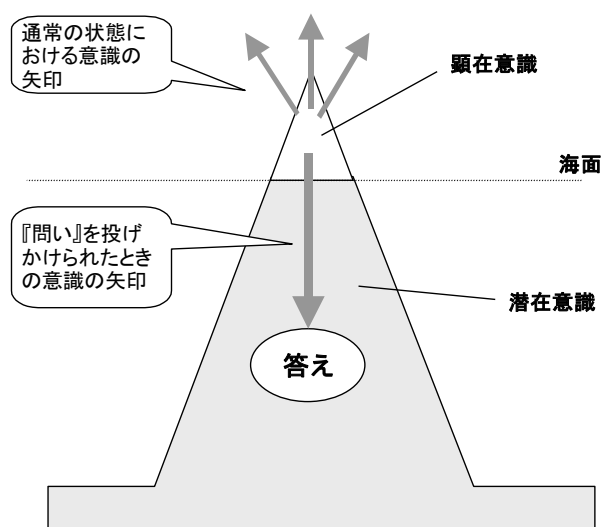 通常の状態に
おける意識の
矢印
顕在意識
海面
『問い』を投げ
かけられたとき
の意識の矢印
潜在意識
答え